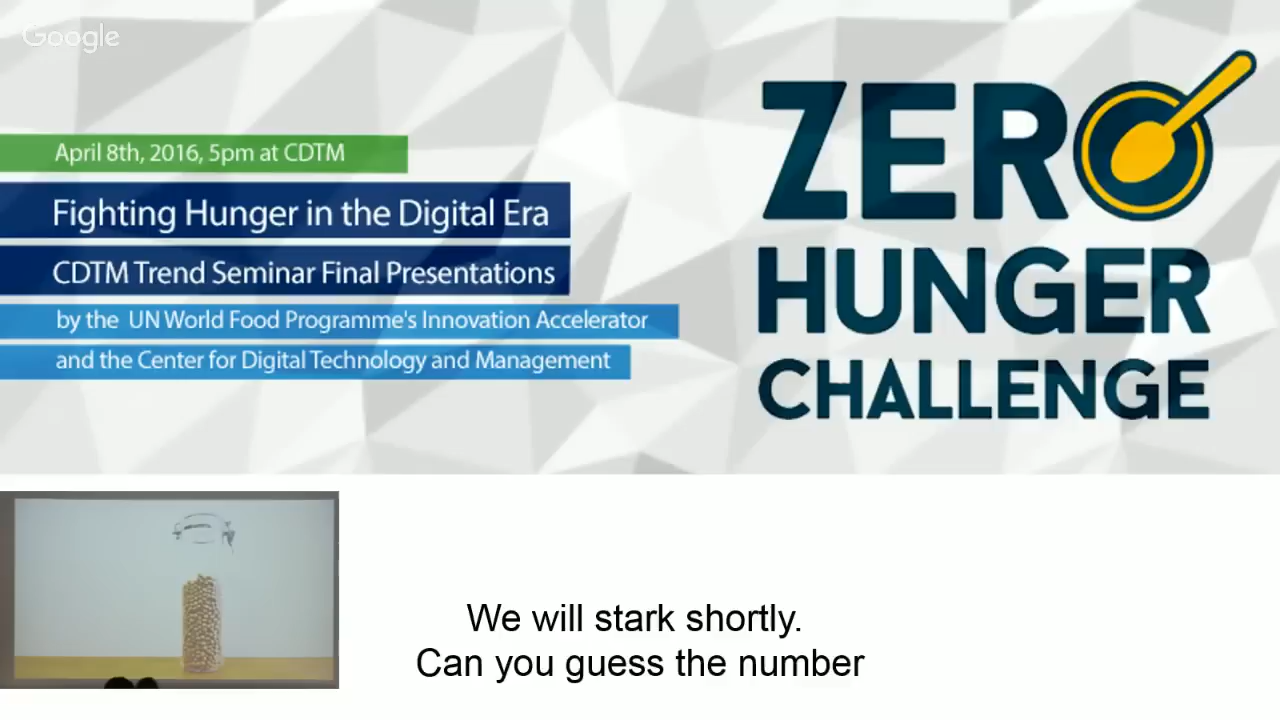 Google
April 8th, 2016, 5pm at CDTM
Fighting Hunger in the Digital Era
CDTM Trend Seminar Final Presentations
by the UN World Food Programme's Innovation Accelerator
and the Center for Digital Technology and Management
ZERO
HUNGER
CHALLENGE
We will stark shortly.
Can you guess the number